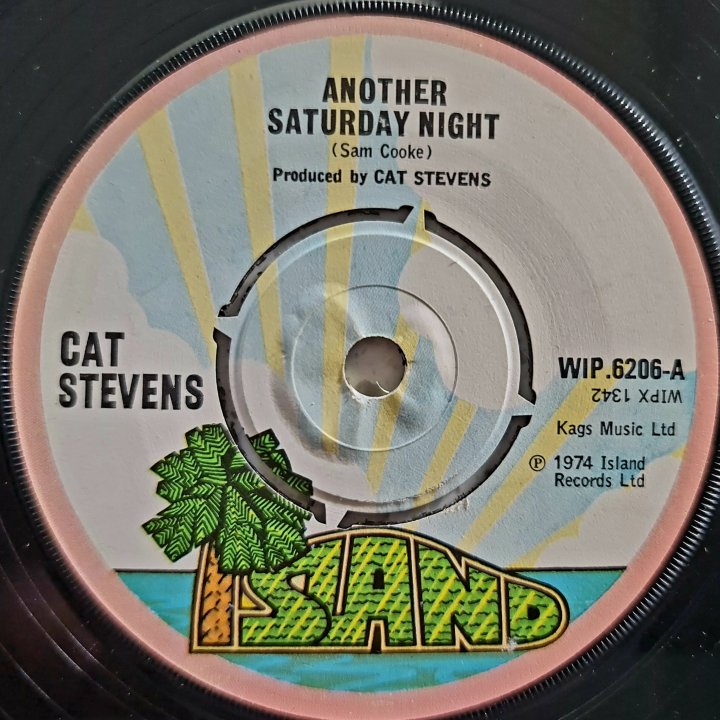 ANOTHER
SATURDAY NIGHT
(Sam Cooke)
Produced by CAT STEVENS
CAT
STEVENS
WIP.6206-A
WIPX 1342
Kags Music Ltd
℗ 1974 Island
Records Ltd
ISLAND